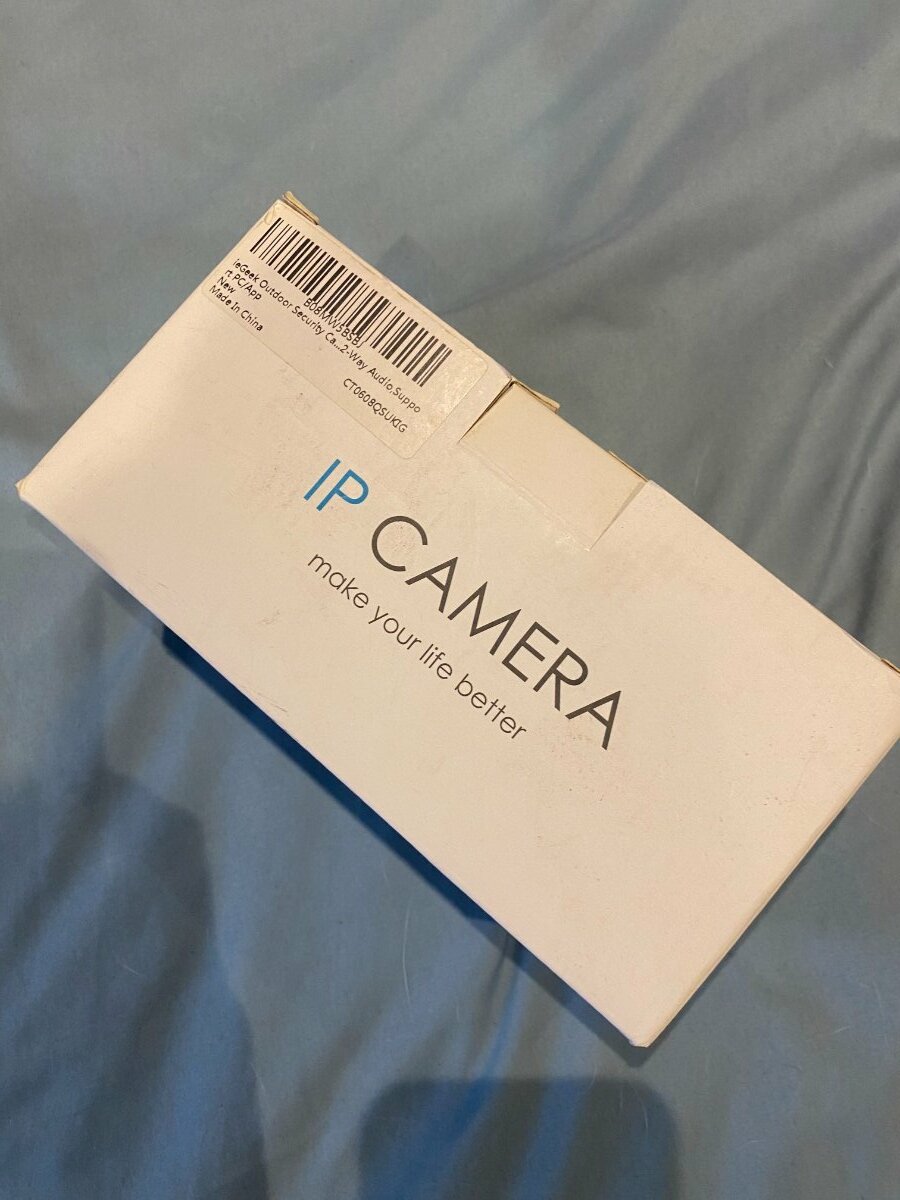 B08MW5BSBJ
ieGeek Outdoor Security Ca...2-Way Audio,Suppo
rt PC/App
New
Made In China
CT0608QSUKIG
IP CAMERA
make your life better